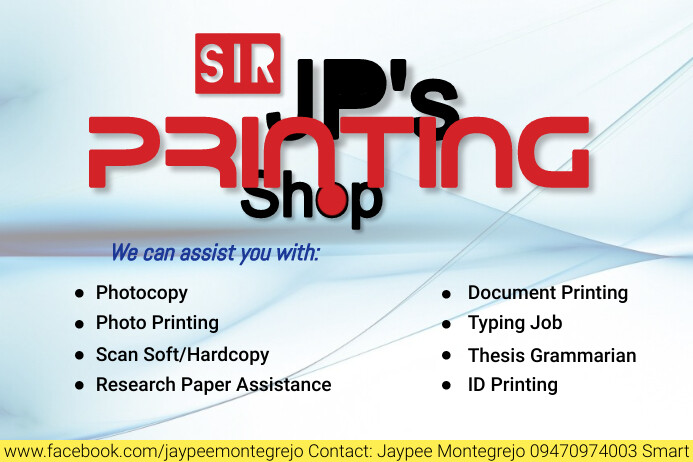 SIR
JP's
PRINTING
Shop
We can assist you with:
• Photocopy
• Photo Printing
• Scan Soft/Hardcopy
• Research Paper Assistance
• Document Printing
• Typing Job
• Thesis Grammarian
• ID Printing
www.facebook.com/jaypeemontegrejo Contact: Jaypee Montegrejo 09470974003 Smart